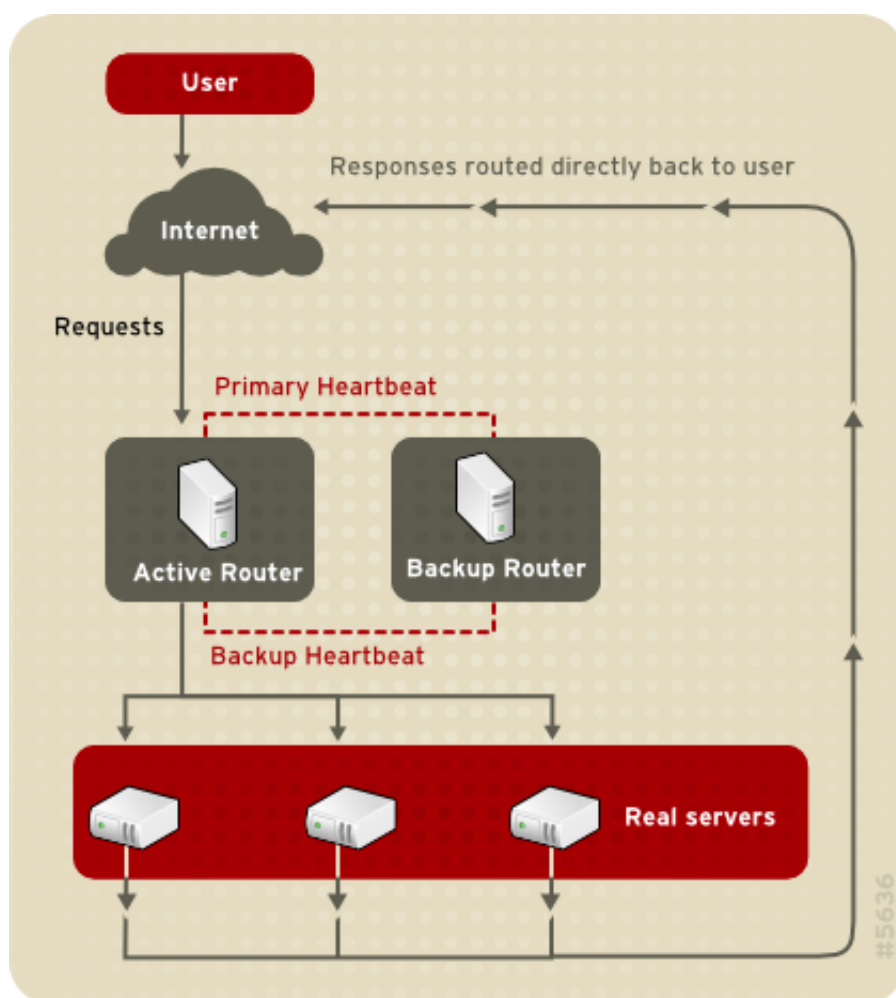 User
Responses routed directly back to user
Internet
Requests
Primary Heartbeat
Active Router
Backup Router
Backup Heartbeat
Real servers
#5636